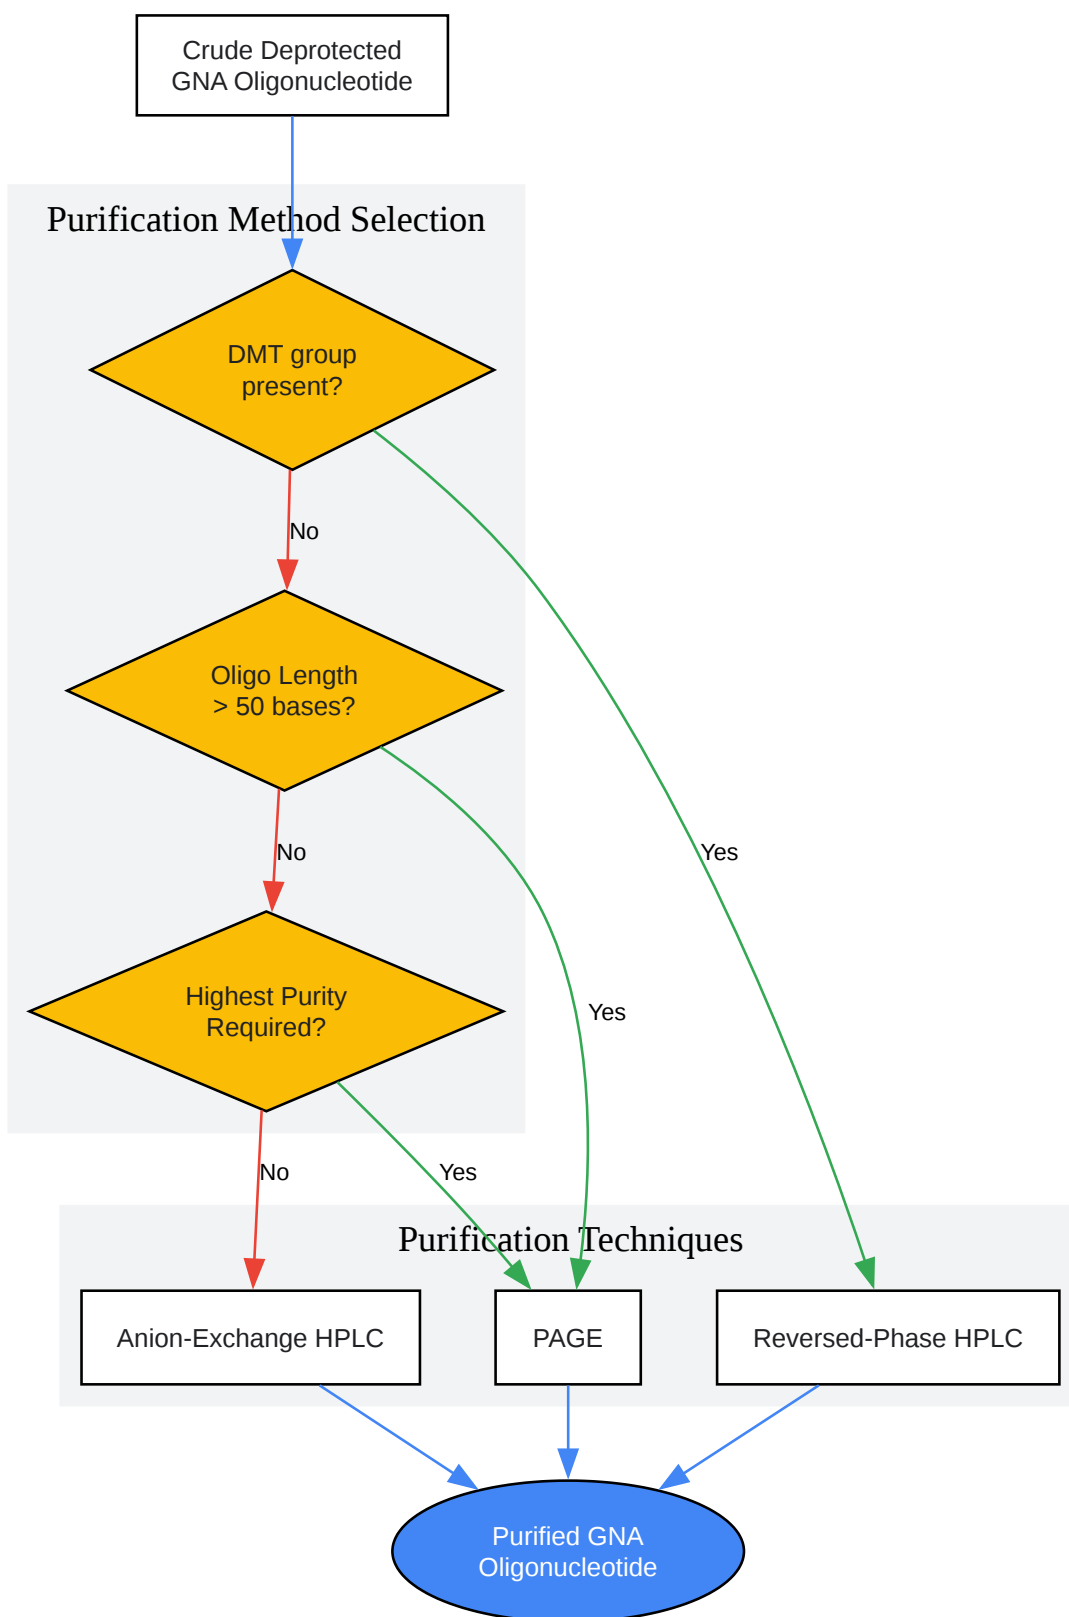 Crude Deprotected
GNA Oligonucleotide
Purification Method Selection
DMT group
present?
No
Oligo Length
> 50 bases?
No
Yes
Highest Purity
Required?
Yes
No
Yes
Purification Techniques
Anion-Exchange HPLC
PAGE
Reversed-Phase HPLC
Purified GNA
Oligonucleotide